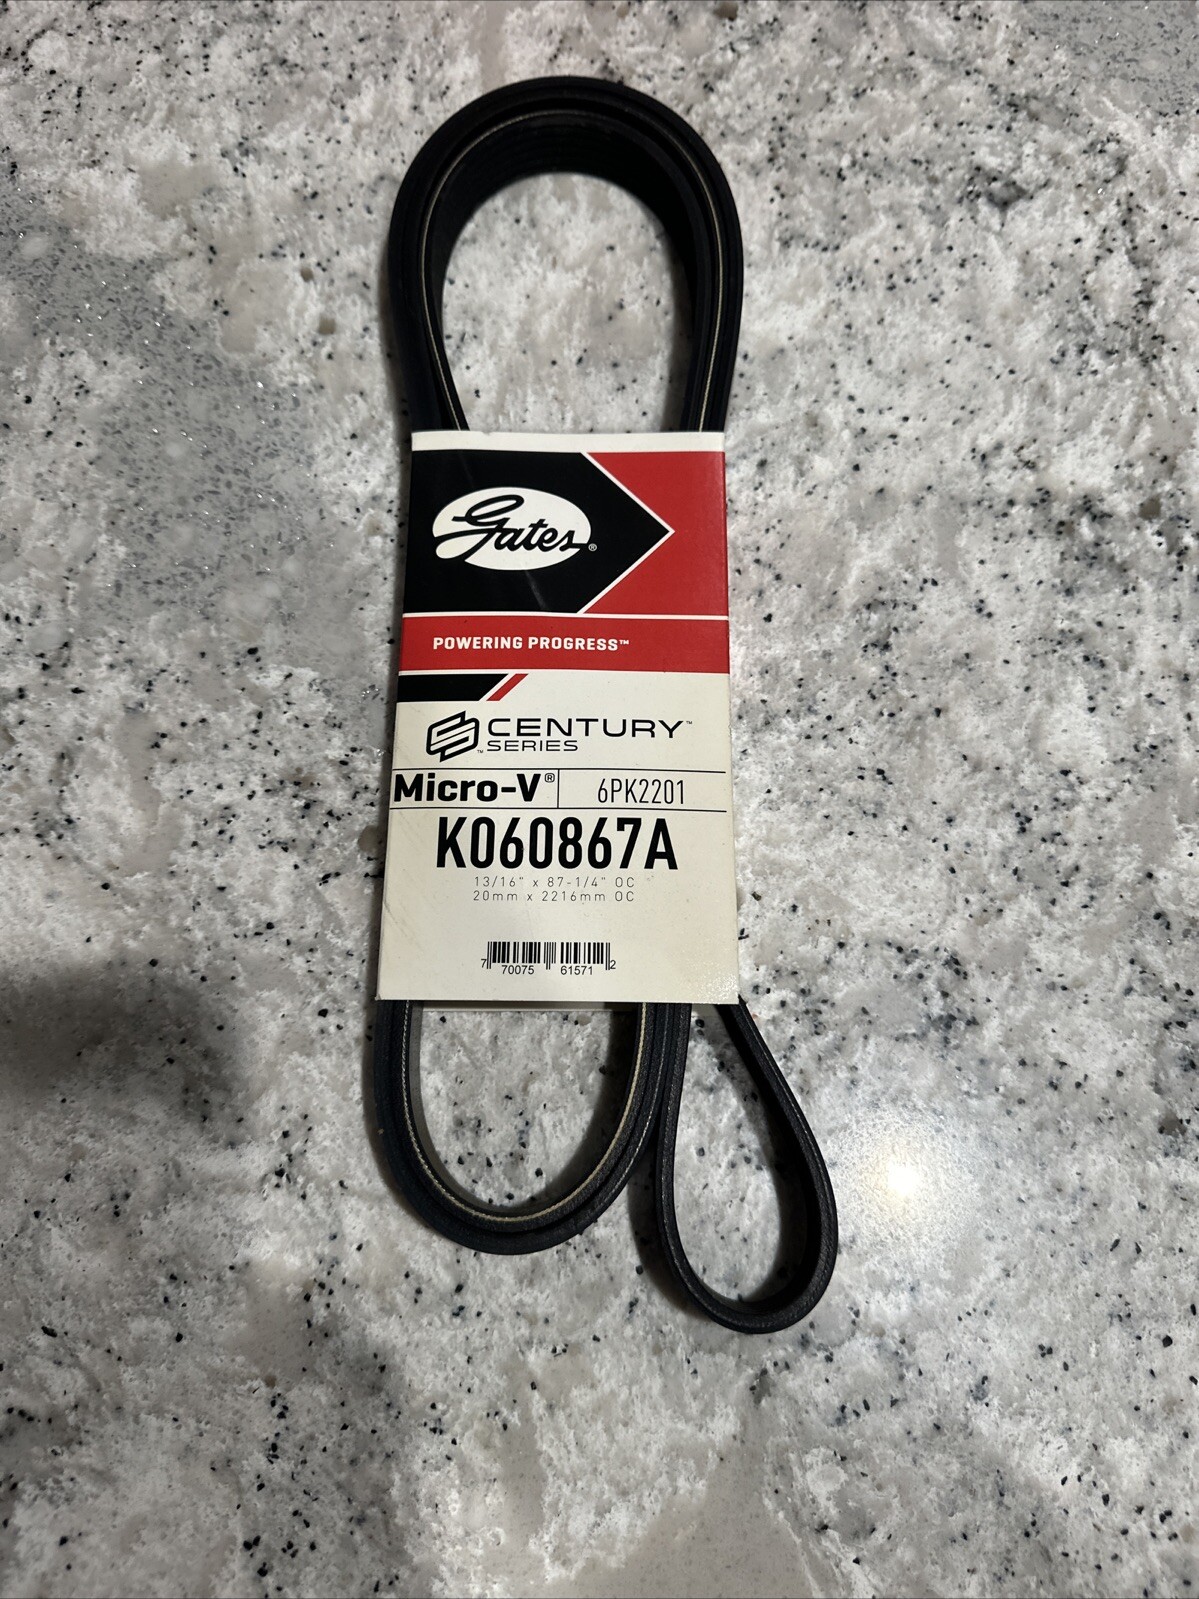 Gates®
POWERING PROGRESS™
CENTURY™
™ SERIES
Micro-V® 6PK2201
K060867A
13/16" x 87-1/4" OC
20mm x 2216mm OC
7 70075 61571 2